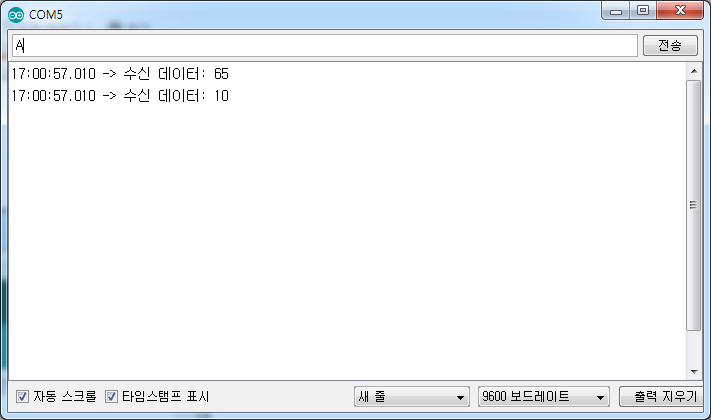 COM5
A
전송
17:00:57.010 -> 수신 데이터: 65
17:00:57.010 -> 수신 데이터: 10
자동 스크롤 타임스탬프 표시 새 줄 9600 보드레이트 출력 지우기